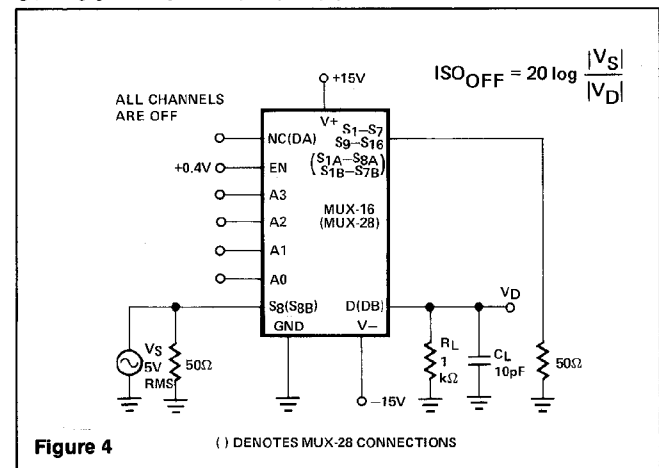 +15V
ISO_OFF = 20 log |V_S| / |V_D|
ALL CHANNELS
ARE OFF
V+
NC(DA)
S1–S7
S9–S16
+0.4V
EN
(S1A–S8A)
(S1B–S7B)
A3
A2
MUX-16
(MUX-28)
A1
A0
S8(S8B)
D(DB)
V_D
GND
V−
V_S
5V
RMS
50Ω
R_L
1
kΩ
C_L
10pF
50Ω
−15V
Figure 4
( ) DENOTES MUX-28 CONNECTIONS